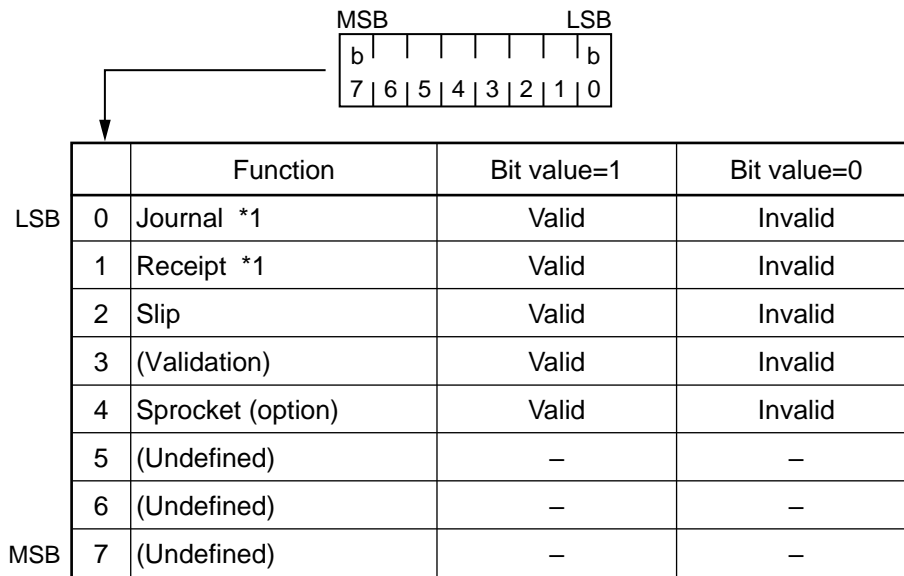 MSB LSB
b b
7 6 5 4 3 2 1 0
Function Bit value=1 Bit value=0
LSB 0 Journal *1 Valid Invalid
1 Receipt *1 Valid Invalid
2 Slip Valid Invalid
3 (Validation) Valid Invalid
4 Sprocket (option) Valid Invalid
5 (Undefined) – –
6 (Undefined) – –
MSB 7 (Undefined) – –